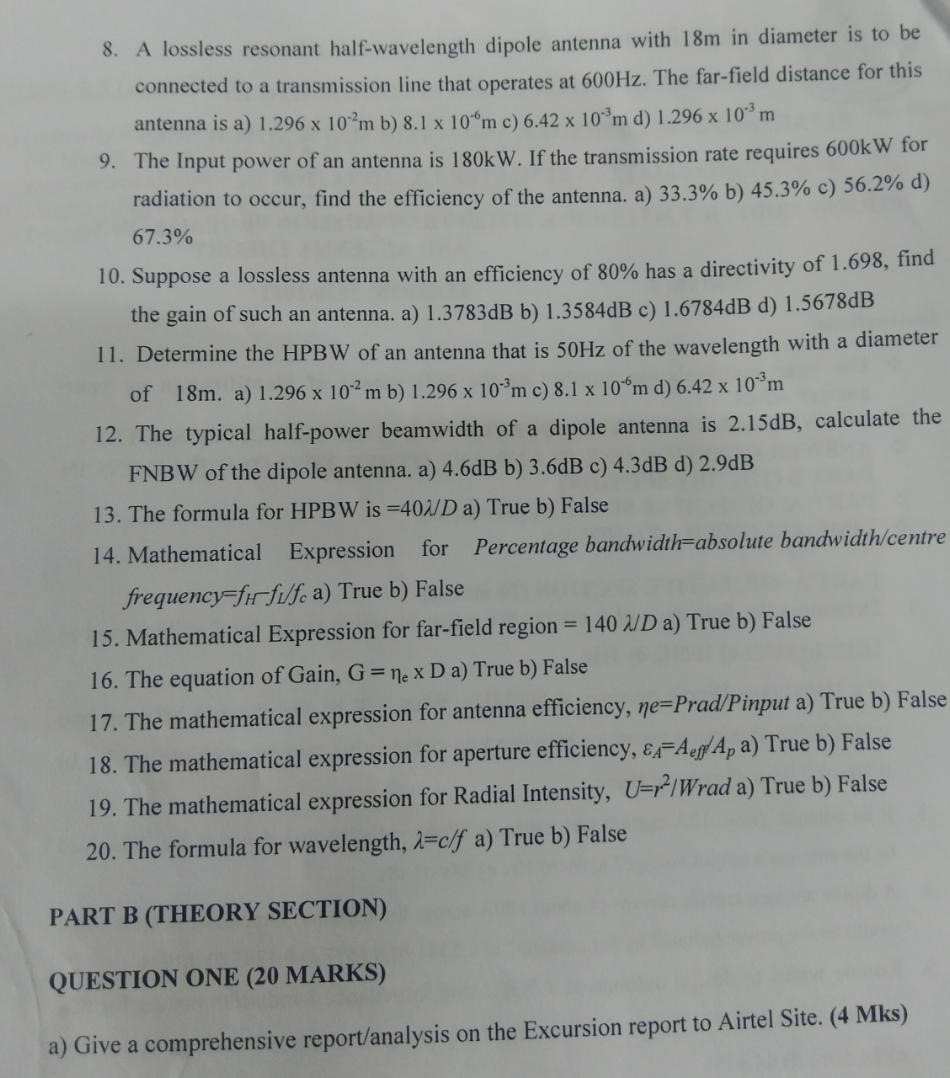 8. A lossless resonant half-wavelength dipole antenna with 18m in diameter is to be
connected to a transmission line that operates at 600Hz. The far-field distance for this
antenna is a) 1.296 x 10⁻²m b) 8.1 x 10⁻⁶m c) 6.42 x 10⁻³m d) 1.296 x 10⁻³ m
9. The Input power of an antenna is 180kW. If the transmission rate requires 600kW for
radiation to occur, find the efficiency of the antenna. a) 33.3% b) 45.3% c) 56.2% d)
67.3%
10. Suppose a lossless antenna with an efficiency of 80% has a directivity of 1.698, find
the gain of such an antenna. a) 1.3783dB b) 1.3584dB c) 1.6784dB d) 1.5678dB
11. Determine the HPBW of an antenna that is 50Hz of the wavelength with a diameter
of 18m. a) 1.296 x 10⁻² m b) 1.296 x 10⁻³m c) 8.1 x 10⁻⁶m d) 6.42 x 10⁻³m
12. The typical half-power beamwidth of a dipole antenna is 2.15dB, calculate the
FNBW of the dipole antenna. a) 4.6dB b) 3.6dB c) 4.3dB d) 2.9dB
13. The formula for HPBW is =40λ/D a) True b) False
14. Mathematical Expression for Percentage bandwidth=absolute bandwidth/centre
frequency=fH-fL/fc a) True b) False
15. Mathematical Expression for far-field region = 140 λ/D a) True b) False
16. The equation of Gain, G = ηe x D a) True b) False
17. The mathematical expression for antenna efficiency, ηe=Prad/Pinput a) True b) False
18. The mathematical expression for aperture efficiency, εA=Aeff/Ap a) True b) False
19. The mathematical expression for Radial Intensity, U=r²/Wrad a) True b) False
20. The formula for wavelength, λ=c/f a) True b) False
PART B (THEORY SECTION)
QUESTION ONE (20 MARKS)
a) Give a comprehensive report/analysis on the Excursion report to Airtel Site. (4 Mks)